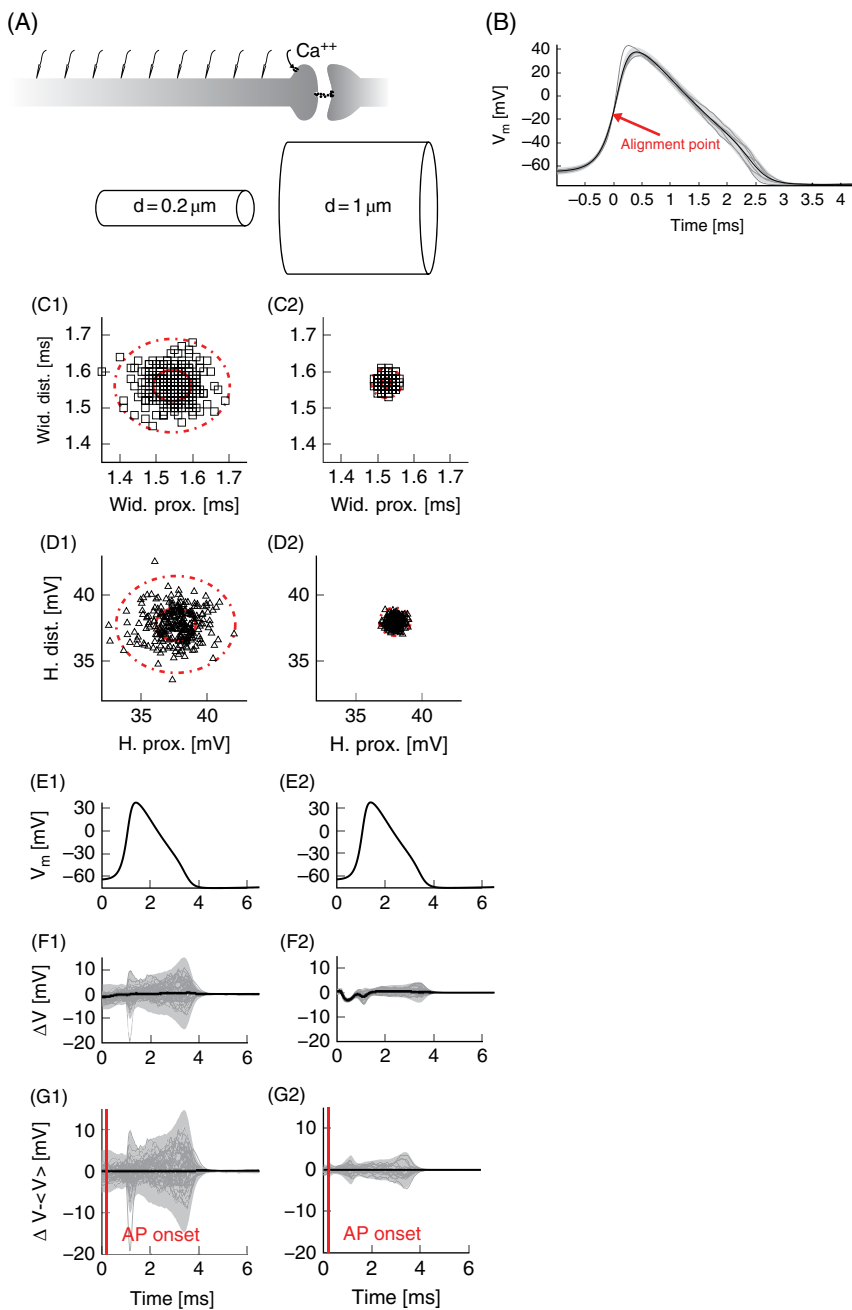 (A)
Ca++
d = 0.2 μm
d = 1 μm
(B)
40
20
0
−20
−40
−60
Vm [mV]
Alignment point
−0.5 0 0.5 1 1.5 2 2.5 3 3.5 4
Time [ms]
(C1)
1.7
1.6
1.5
1.4
Wid. dist. [ms]
1.4 1.5 1.6 1.7
Wid. prox. [ms]
(C2)
1.7
1.6
1.5
1.4
1.4 1.5 1.6 1.7
Wid. prox. [ms]
(D1)
40
35
H. dist. [mV]
35 40
H. prox. [mV]
(D2)
40
35
35 40
H. prox. [mV]
(E1)
30
0
−30
−60
Vm [mV]
0 2 4 6
(E2)
30
0
−30
−60
0 2 4 6
(F1)
10
0
−10
−20
Δ V [mV]
0 2 4 6
(F2)
10
0
−10
−20
0 2 4 6
(G1)
10
0
−10
−20
Δ V-<V> [mV]
AP onset
0 2 4 6
Time [ms]
(G2)
10
0
−10
−20
AP onset
0 2 4 6
Time [ms]